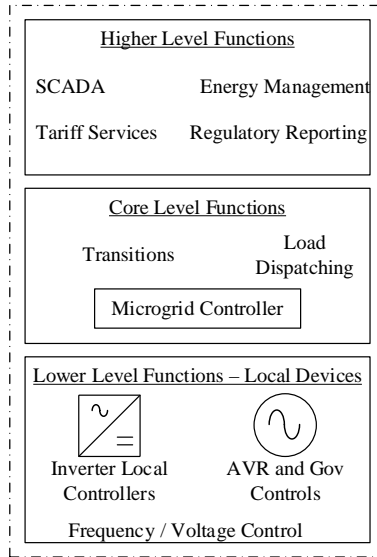 Higher Level Functions
SCADA Energy Management
Tariff Services Regulatory Reporting
Core Level Functions
Transitions
Load
Dispatching
Microgrid Controller
Lower Level Functions – Local Devices
Inverter Local
Controllers
AVR and Gov
Controls
Frequency / Voltage Control